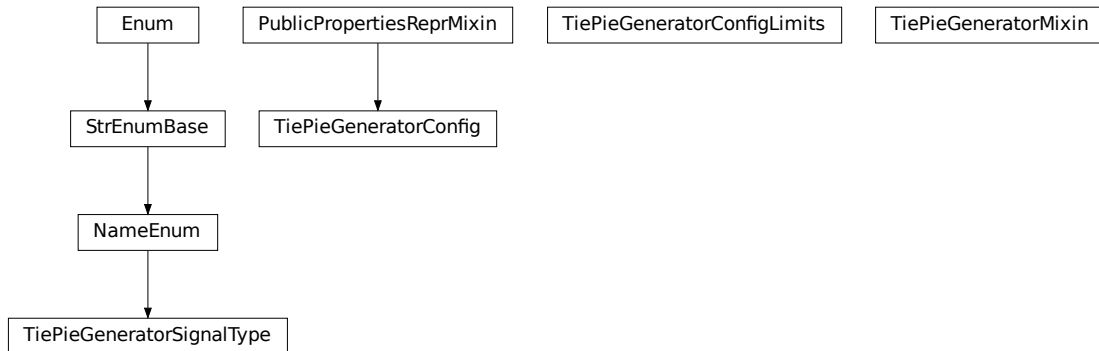 Enum
PublicPropertiesReprMixin
TiePieGeneratorConfigLimits
TiePieGeneratorMixin
StrEnumBase
TiePieGeneratorConfig
NameEnum
TiePieGeneratorSignalType